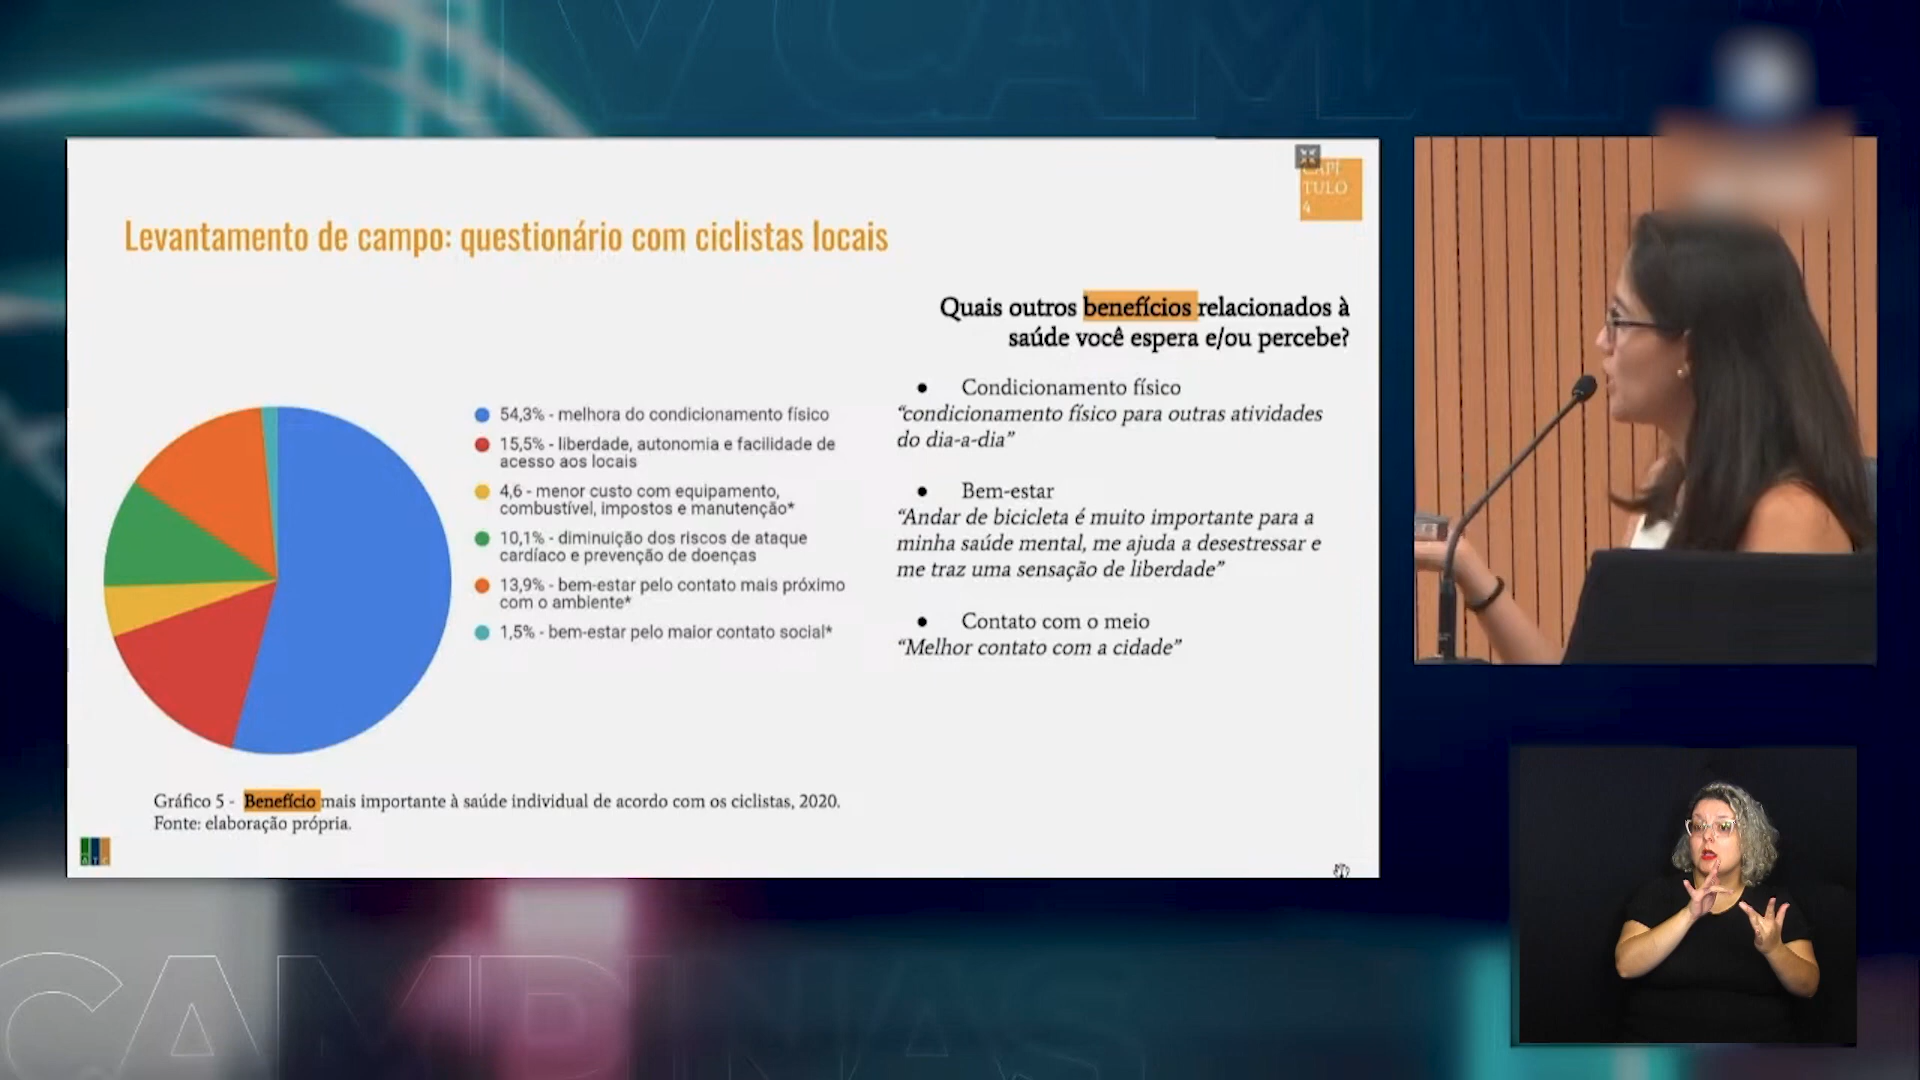 TV CÂMARA
CAPÍ
TULO
4
Levantamento de campo: questionário com ciclistas locais
Quais outros benefícios relacionados à
saúde você espera e/ou percebe?
● Condicionamento físico
“condicionamento físico para outras atividades
do dia-a-dia”
● Bem-estar
“Andar de bicicleta é muito importante para a
minha saúde mental, me ajuda a desestressar e
me traz uma sensação de liberdade”
● Contato com o meio
“Melhor contato com a cidade”
54,3% - melhora do condicionamento físico
15,5% - liberdade, autonomia e facilidade de
acesso aos locais
4,6 - menor custo com equipamento,
combustível, impostos e manutenção*
10,1% - diminuição dos riscos de ataque
cardíaco e prevenção de doenças
13,9% - bem-estar pelo contato mais próximo
com o ambiente*
1,5% - bem-estar pelo maior contato social*
Gráfico 5 - Benefício mais importante à saúde individual de acordo com os ciclistas, 2020.
Fonte: elaboração própria.
CAMPINAS